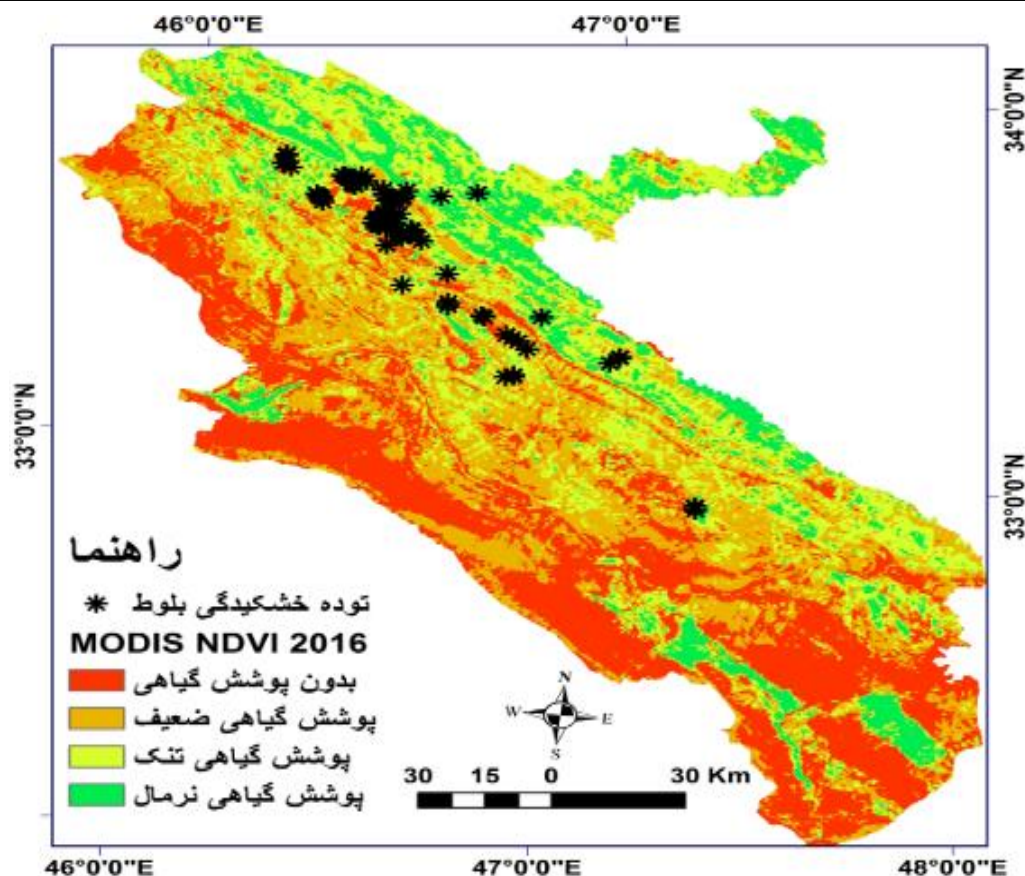 46°0'0"E 47°0'0"E
34°0'0"N
33°0'0"N
33°0'0"N
راهنما
توده خشکیدگی بلوط
MODIS NDVI 2016
بدون پوشش گیاهی
پوشش گیاهی ضعیف
پوشش گیاهی تنک
پوشش گیاهی نرمال
N
W E
S
30 15 0 30 Km
46°0'0"E 47°0'0"E 48°0'0"E